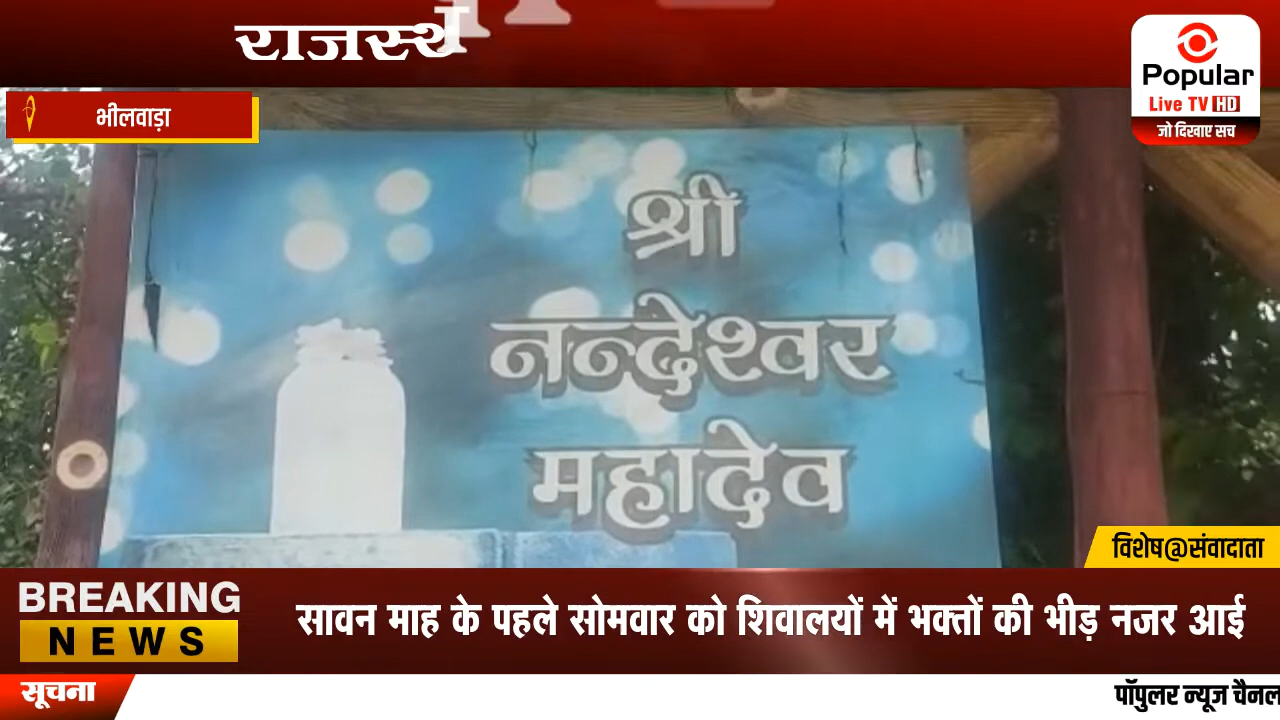 राजस्थ
Popular
Live TV HD
जो दिखाए सच
भीलवाड़ा
श्री
नन्देश्वर
महादेव
विशेष@संवादाता
BREAKING
NEWS
सावन माह के पहले सोमवार को शिवालयों में भक्तों की भीड़ नजर आई
सूचना
पॉपुलर न्यूज चैनल